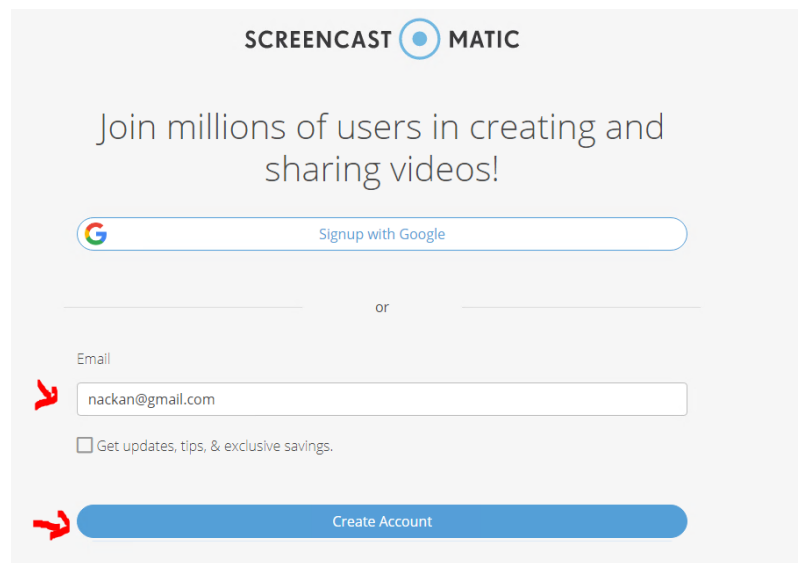 SCREENCAST MATIC
Join millions of users in creating and
sharing videos!
Signup with Google
or
Email
nackan@gmail.com
Get updates, tips, & exclusive savings.
Create Account